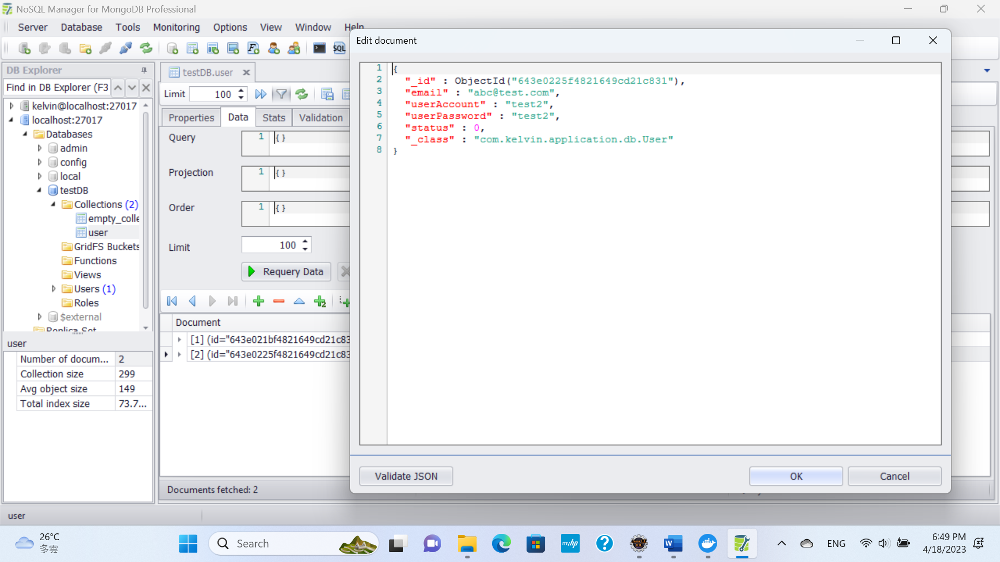 NoSQL Manager for MongoDB Professional
Server Database Tools Monitoring Options View Window Help
SQL
DB Explorer
Find in DB Explorer (F3
kelvin@localhost:27017
localhost:27017
Databases
admin
config
local
testDB
Collections (2)
empty_colle
user
GridFS Buckets
Functions
Views
Users (1)
Roles
$external
Replica Set
user
Number of docum... 2
Collection size 299
Avg object size 149
Total index size 73.7...
testDB.user
Limit 100
Properties Data Stats Validation
Query 1 {}
Projection 1 {}
Order 1 {}
Limit 100
Requery Data
Document
[1] (id="643e021bf4821649cd21c83
[2] (id="643e0225f4821649cd21c83
Documents fetched: 2
Edit document
1 {
2 "_id" : ObjectId("643e0225f4821649cd21c831"),
3 "email" : "abc@test.com",
4 "userAccount" : "test2",
5 "userPassword" : "test2",
6 "status" : 0,
7 "_class" : "com.kelvin.application.db.User"
8 }
Validate JSON OK Cancel
user
26°C
多雲
Search
myhp
ENG
6:49 PM
4/18/2023